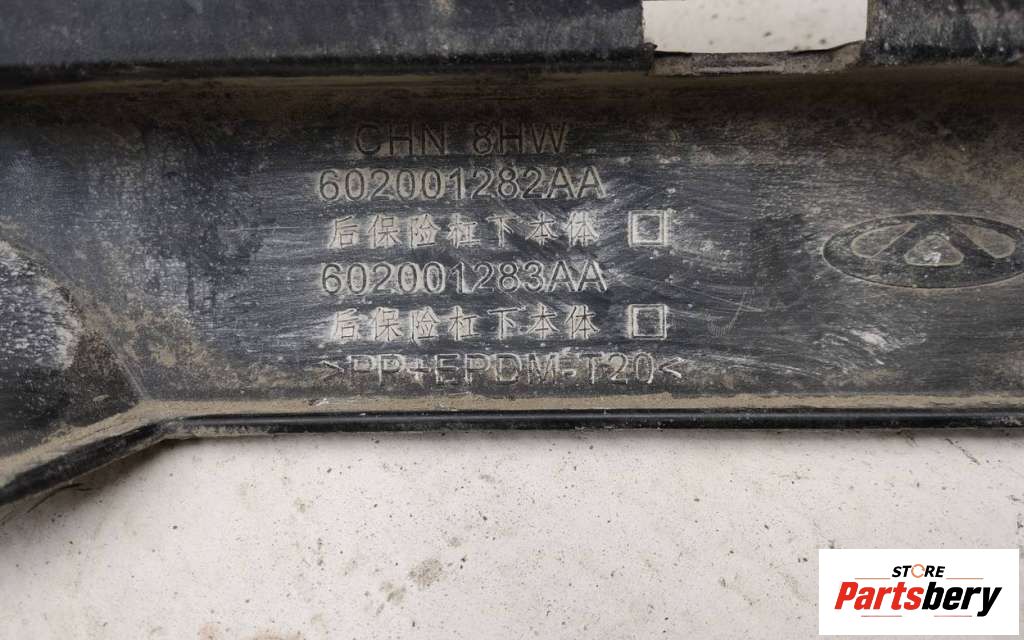 CHN 8HW
602001282AA
后保险杠下本体 □
602001283AA
后保险杠下本体 □
>PP+EPDM-T20<
STORE
Partsbery